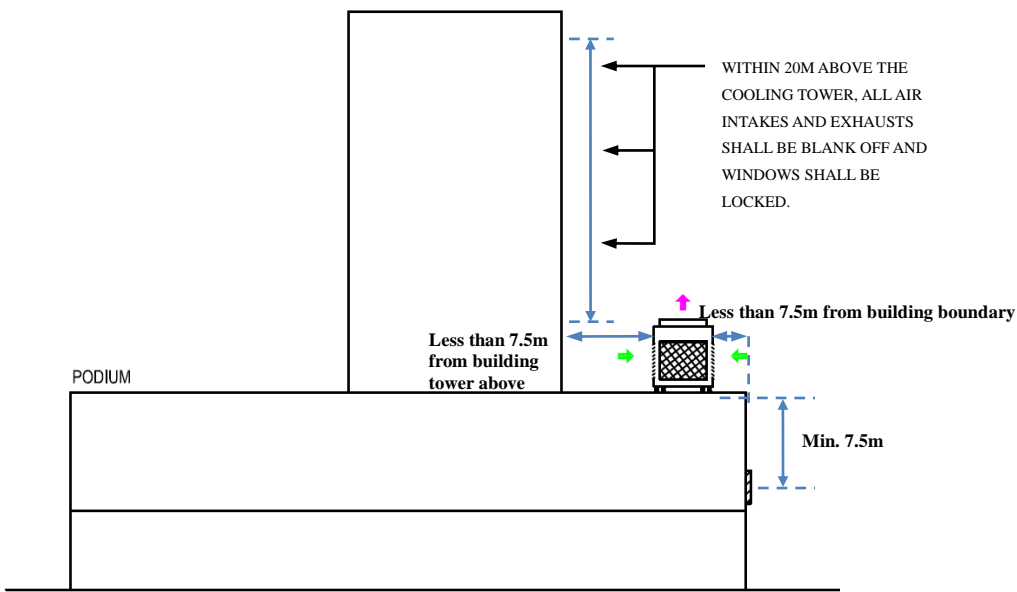 WITHIN 20M ABOVE THE
COOLING TOWER, ALL AIR
INTAKES AND EXHAUSTS
SHALL BE BLANK OFF AND
WINDOWS SHALL BE
LOCKED.
Less than 7.5m from building boundary
Less than 7.5m
from building
tower above
PODIUM
Min. 7.5m